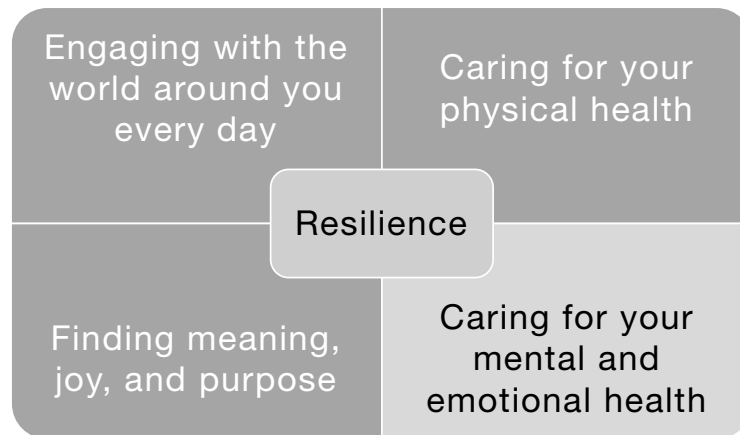 Engaging with the
world around you
every day
Caring for your
physical health
Resilience
Finding meaning,
joy, and purpose
Caring for your
mental and
emotional health